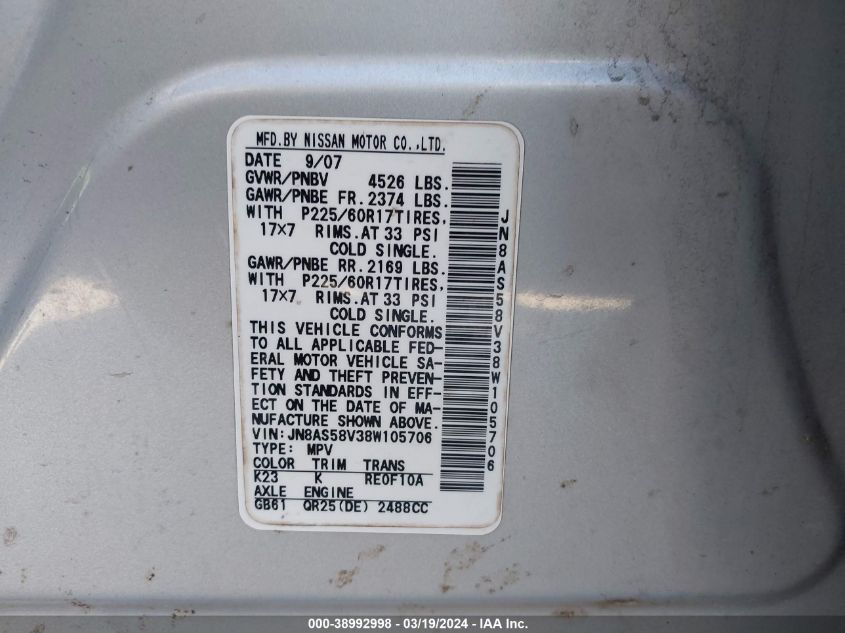 MFD.BY NISSAN MOTOR CO.,LTD.
DATE 9/07
GVWR/PNBV 4526 LBS.
GAWR/PNBE FR.2374 LBS.
WITH P225/60R17TIRES,
17×7 RIMS.AT 33 PSI
COLD SINGLE.
GAWR/PNBE RR.2169 LBS.
WITH P225/60R17TIRES,
17×7 RIMS.AT 33 PSI
COLD SINGLE.
THIS VEHICLE CONFORMS
TO ALL APPLICABLE FED-
ERAL MOTOR VEHICLE SA-
FETY AND THEFT PREVEN-
TION STANDARDS IN EFF-
ECT ON THE DATE OF MA-
NUFACTURE SHOWN ABOVE.
VIN:JN8AS58V38W105706
TYPE: MPV
COLOR TRIM TRANS
K23 K RE0F10A
AXLE ENGINE
GB61 QR25(DE) 2488CC
JN8AS58V38W105706
000-38992998 - 03/19/2024 - IAA Inc.